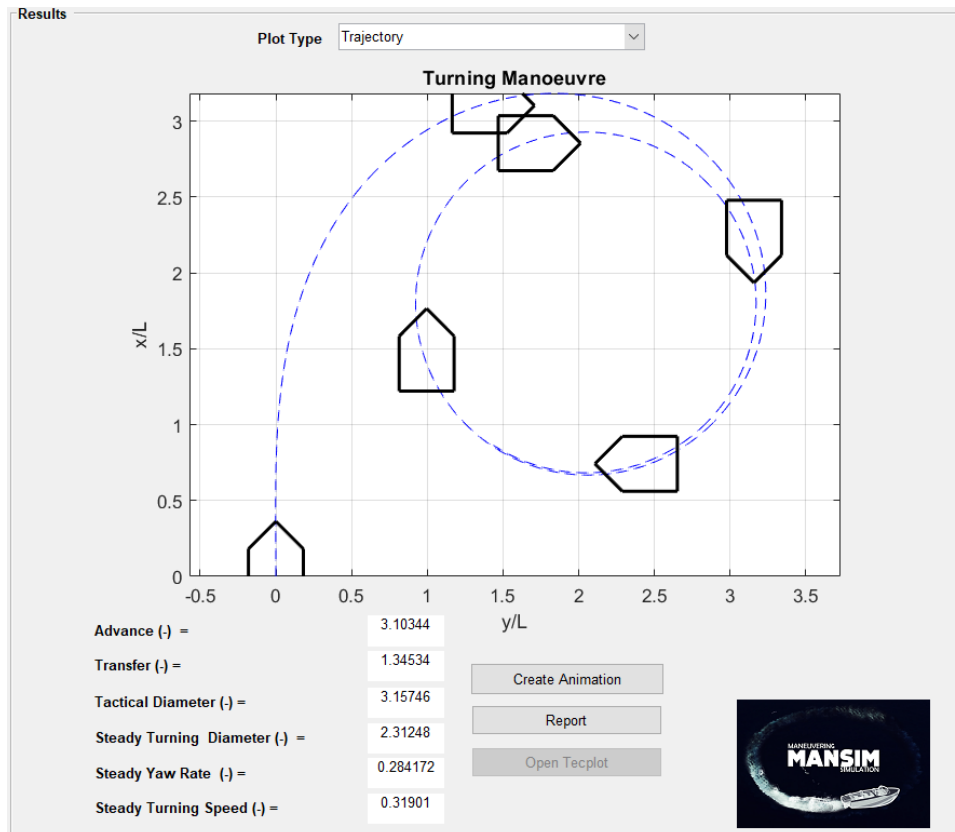 Results
Plot Type Trajectory
Turning Manoeuvre
3
2.5
2
1.5
1
0.5
0
x/L
-0.5 0 0.5 1 1.5 2 2.5 3 3.5
y/L
Advance (-) = 3.10344
Transfer (-) = 1.34534
Tactical Diameter (-) = 3.15746
Steady Turning Diameter (-) = 2.31248
Steady Yaw Rate (-) = 0.284172
Steady Turning Speed (-) = 0.31901
Create Animation
Report
Open Tecplot
MANEUVERING
MANSIM
SIMULATION